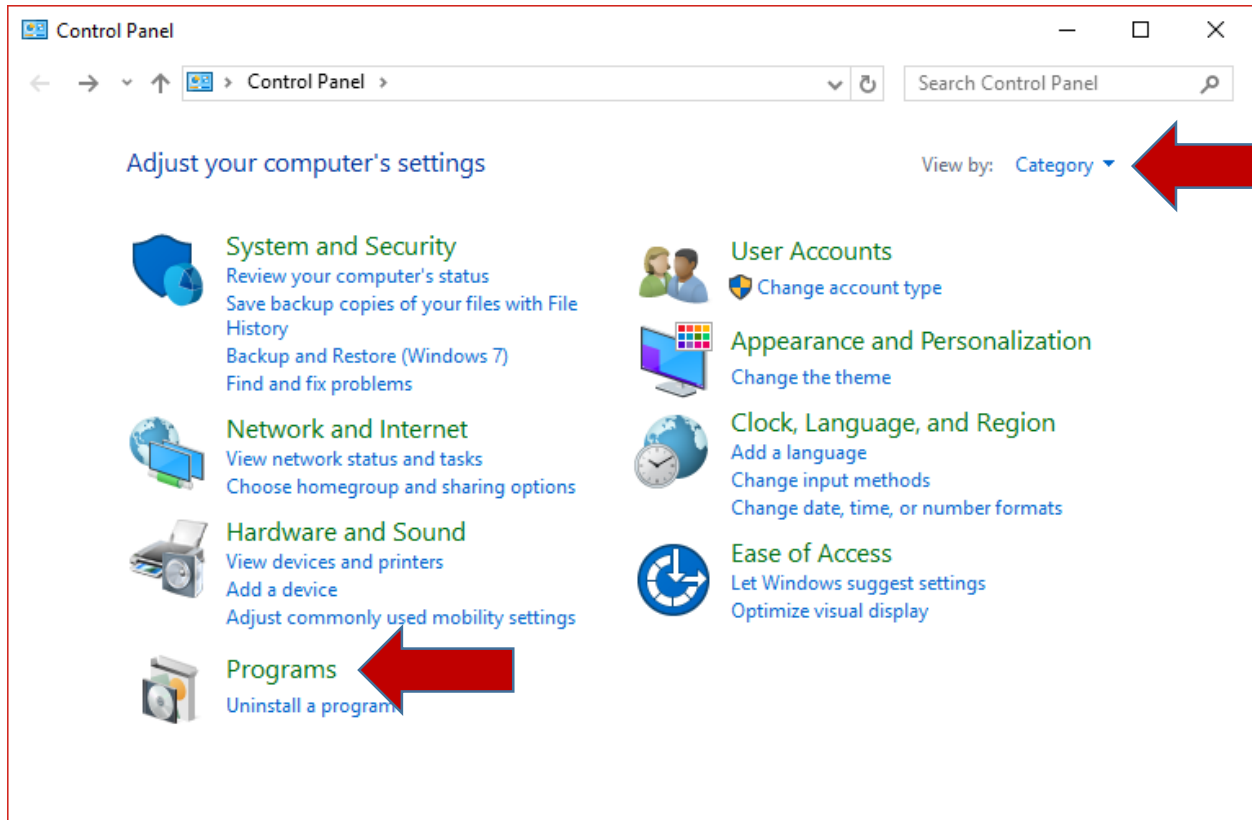 Control Panel
Control Panel
Search Control Panel
Adjust your computer's settings
View by: Category
System and Security
Review your computer's status
Save backup copies of your files with File
History
Backup and Restore (Windows 7)
Find and fix problems
Network and Internet
View network status and tasks
Choose homegroup and sharing options
Hardware and Sound
View devices and printers
Add a device
Adjust commonly used mobility settings
Programs
Uninstall a program
User Accounts
Change account type
Appearance and Personalization
Change the theme
Clock, Language, and Region
Add a language
Change input methods
Change date, time, or number formats
Ease of Access
Let Windows suggest settings
Optimize visual display